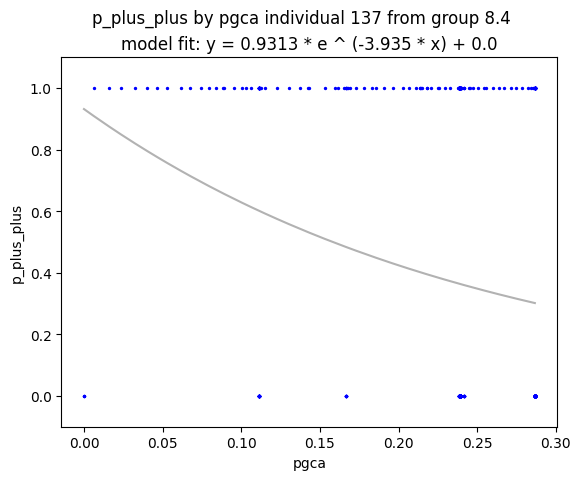 p_plus_plus by pgca individual 137 from group 8.4
model fit: y = 0.9313 * e ^ (-3.935 * x) + 0.0
1.0
0.8
0.6
0.4
0.2
0.0
p_plus_plus
0.00 0.05 0.10 0.15 0.20 0.25 0.30
pgca